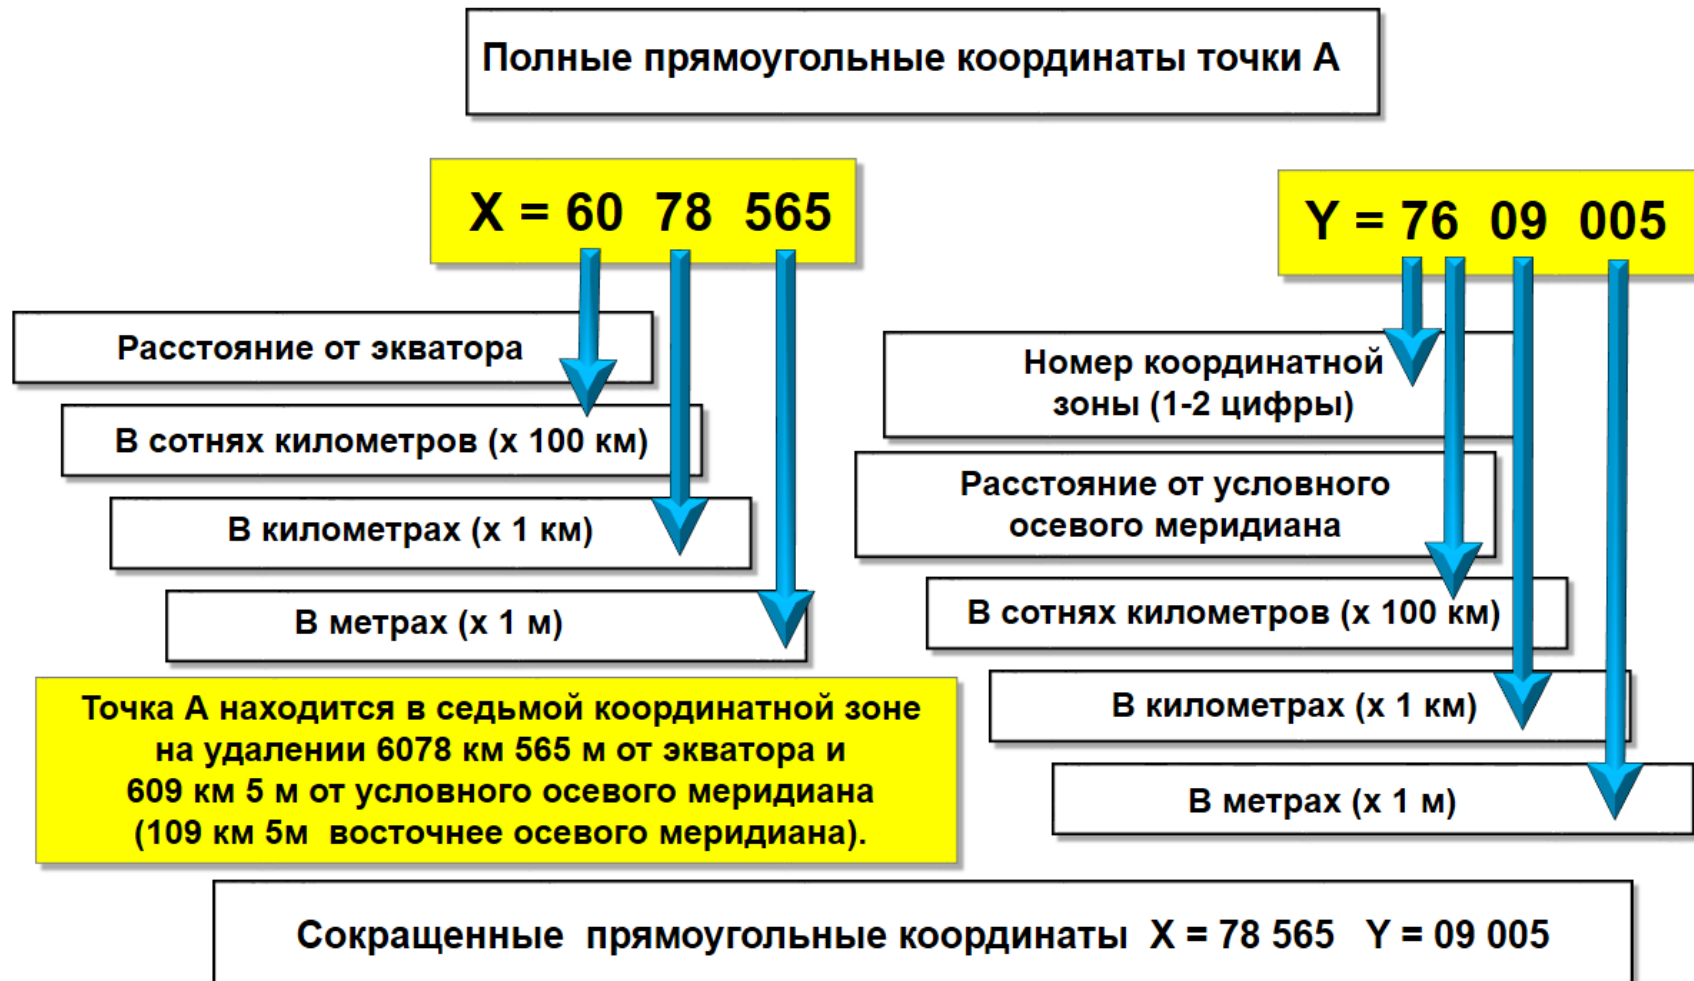 Полные прямоугольные координаты точки А
X = 60 78 565
Y = 76 09 005
Расстояние от экватора
В сотнях километров (х 100 км)
В километрах (х 1 км)
В метрах (х 1 м)
Номер координатной
зоны (1-2 цифры)
Расстояние от условного
осевого меридиана
В сотнях километров (х 100 км)
В километрах (х 1 км)
В метрах (х 1 м)
Точка А находится в седьмой координатной зоне
на удалении 6078 км 565 м от экватора и
609 км 5 м от условного осевого меридиана
(109 км 5м восточнее осевого меридиана).
Сокращенные прямоугольные координаты X = 78 565 Y = 09 005